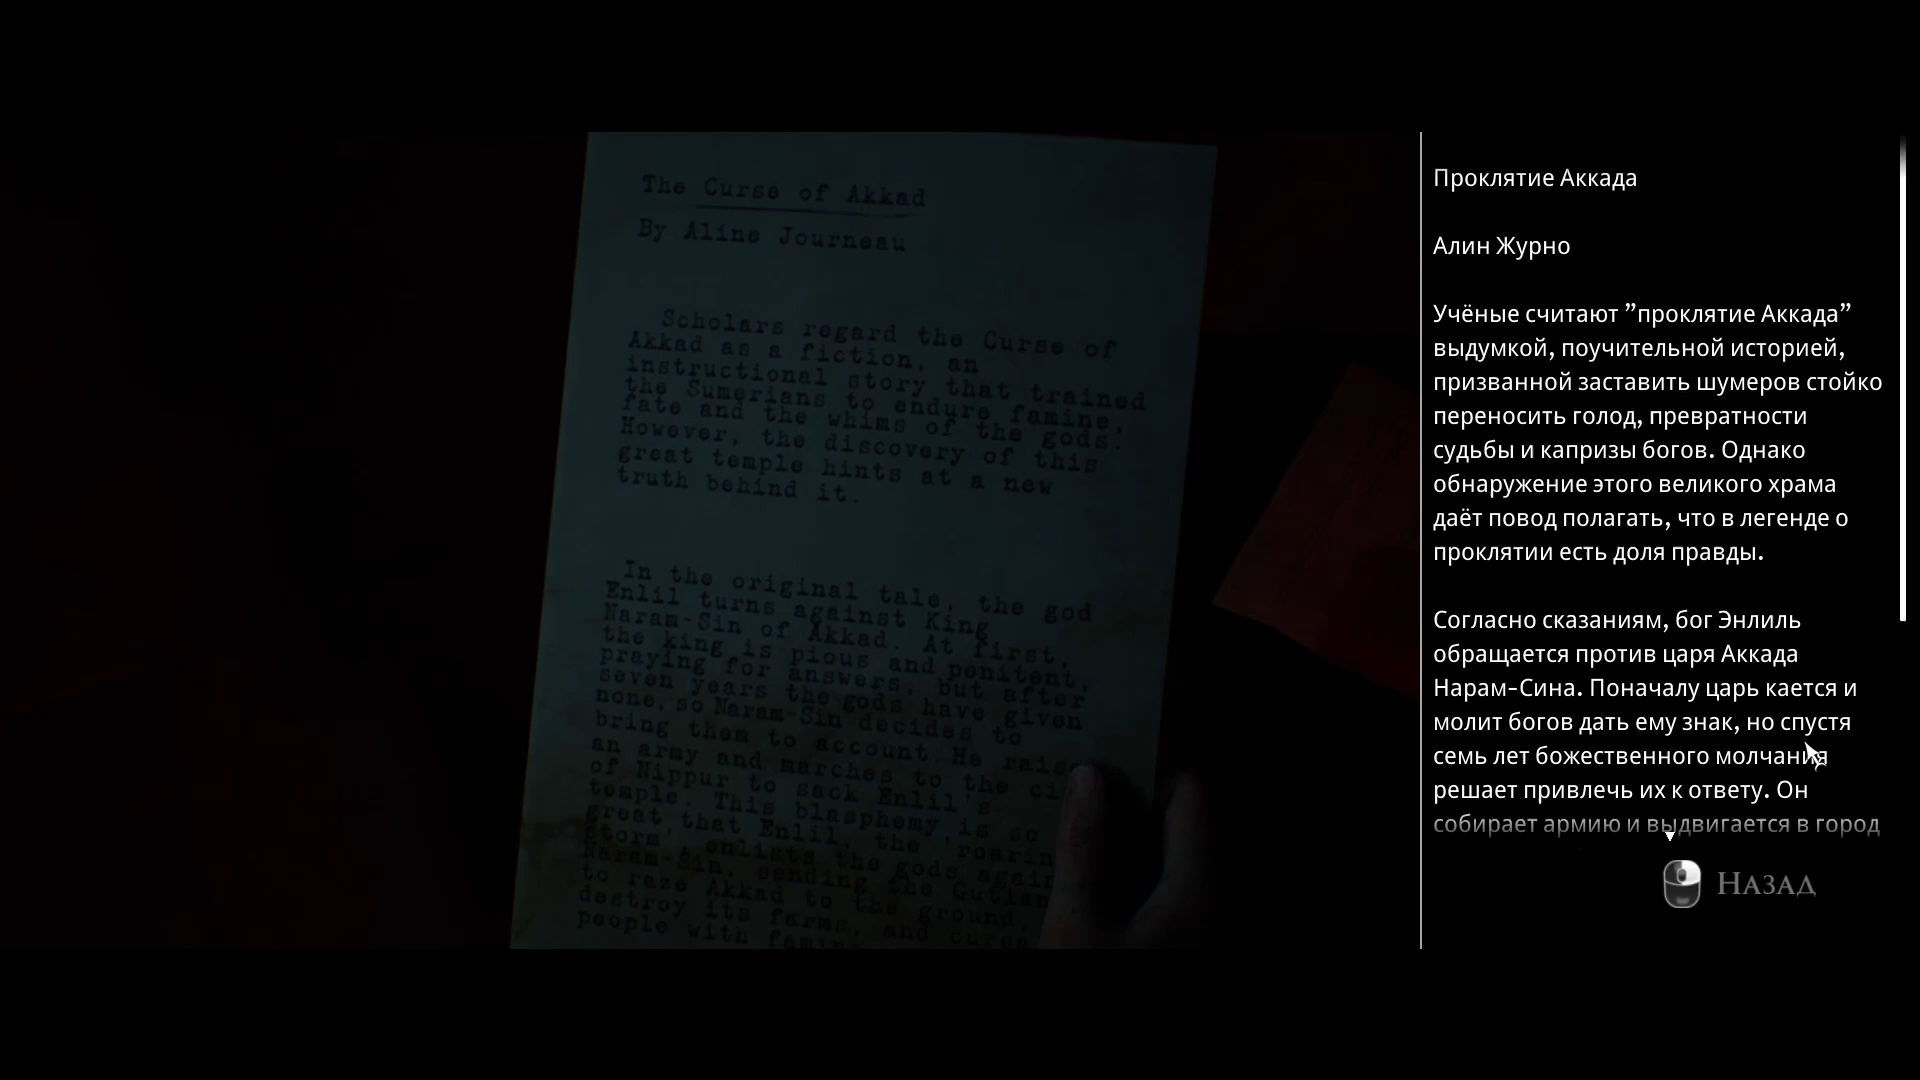 The Curse of Akkad
By Aline Journeau
Scholars regard the Curse of
Akkad as a fiction, an
instructional story that trained
the Sumerians to endure famine,
fate and the whims of the gods.
However, the discovery of this
great temple hints at a new
truth behind it.
In the original tale, the god
Enlil turns against King
Naram-Sin of Akkad. At first,
the king is pious and penitent,
praying for answers, but after
seven years the gods have given
none, so Naram-Sin decides to
bring them to account. He raise
an army and marches to the ci
of Nippur to sack Enlil's
temple. This blasphemy is so
great that Enlil, the 'roarin
storm', enlists the gods again
Naram-Sin, sending the Gutian
to raze Akkad to the ground,
destroy its farms, and curse
people with famin
Проклятие Аккада
Алин Журно
Учёные считают ”проклятие Аккада”
выдумкой, поучительной историей,
призванной заставить шумеров стойко
переносить голод, превратности
судьбы и капризы богов. Однако
обнаружение этого великого храма
даёт повод полагать, что в легенде о
проклятии есть доля правды.
Согласно сказаниям, бог Энлиль
обращается против царя Аккада
Нарам-Сина. Поначалу царь кается и
молит богов дать ему знак, но спустя
семь лет божественного молчания
решает привлечь их к ответу. Он
собирает армию и выдвигается в город
Назад